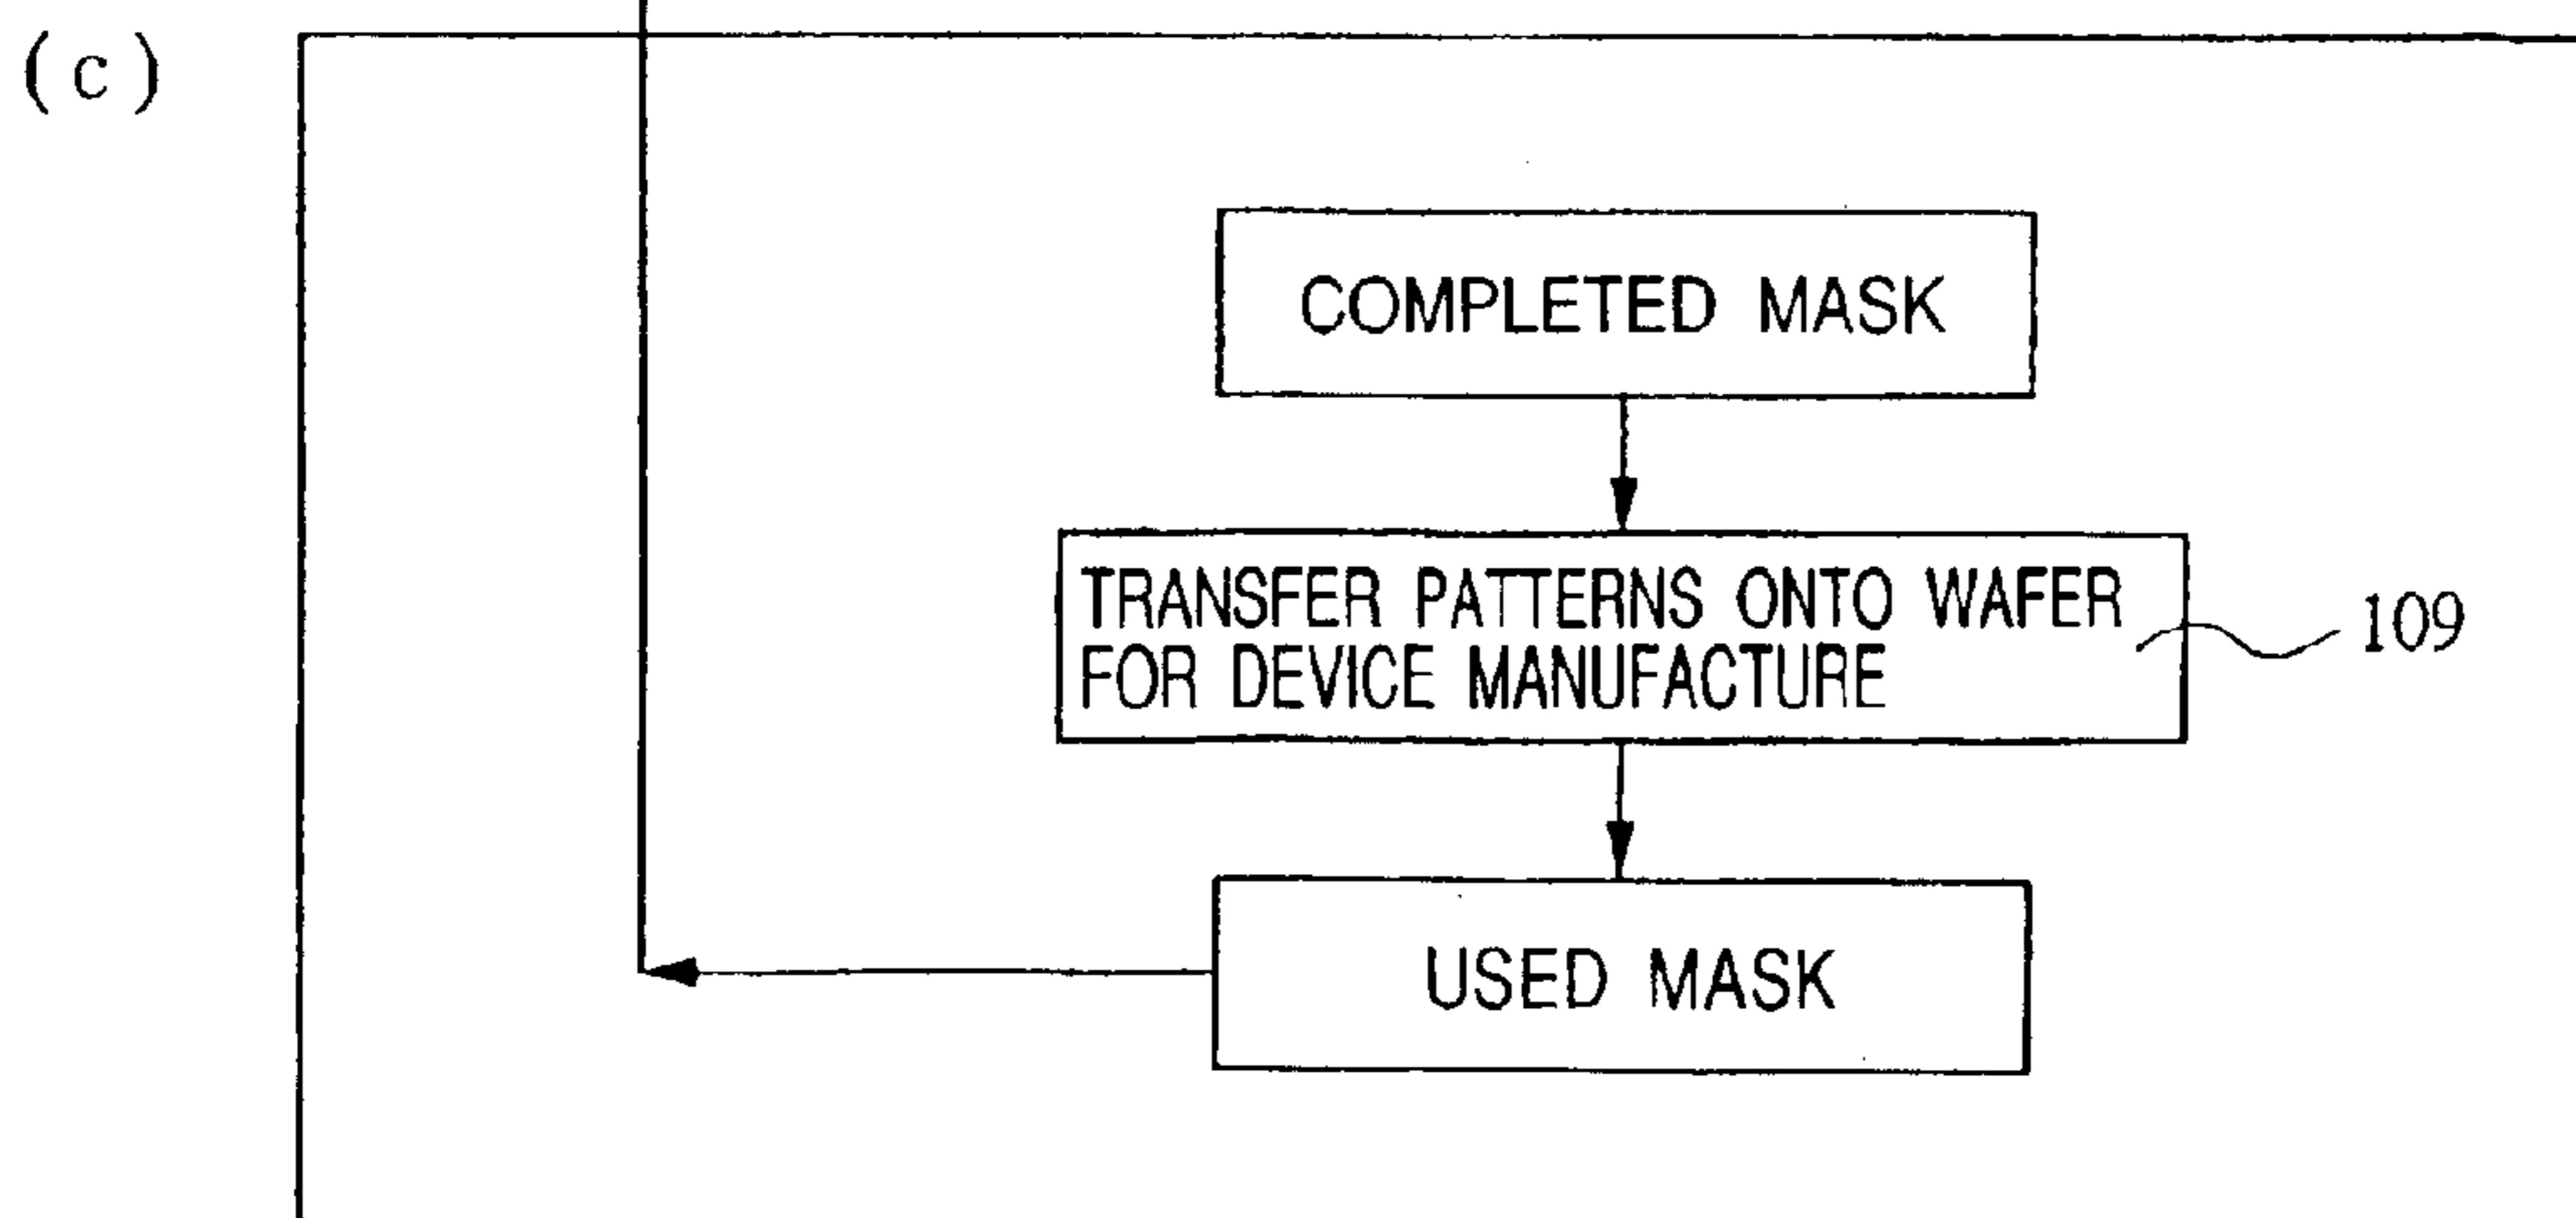 (c)
COMPLETED MASK
TRANSFER PATTERNS ONTO WAFER
FOR DEVICE MANUFACTURE
109
USED MASK